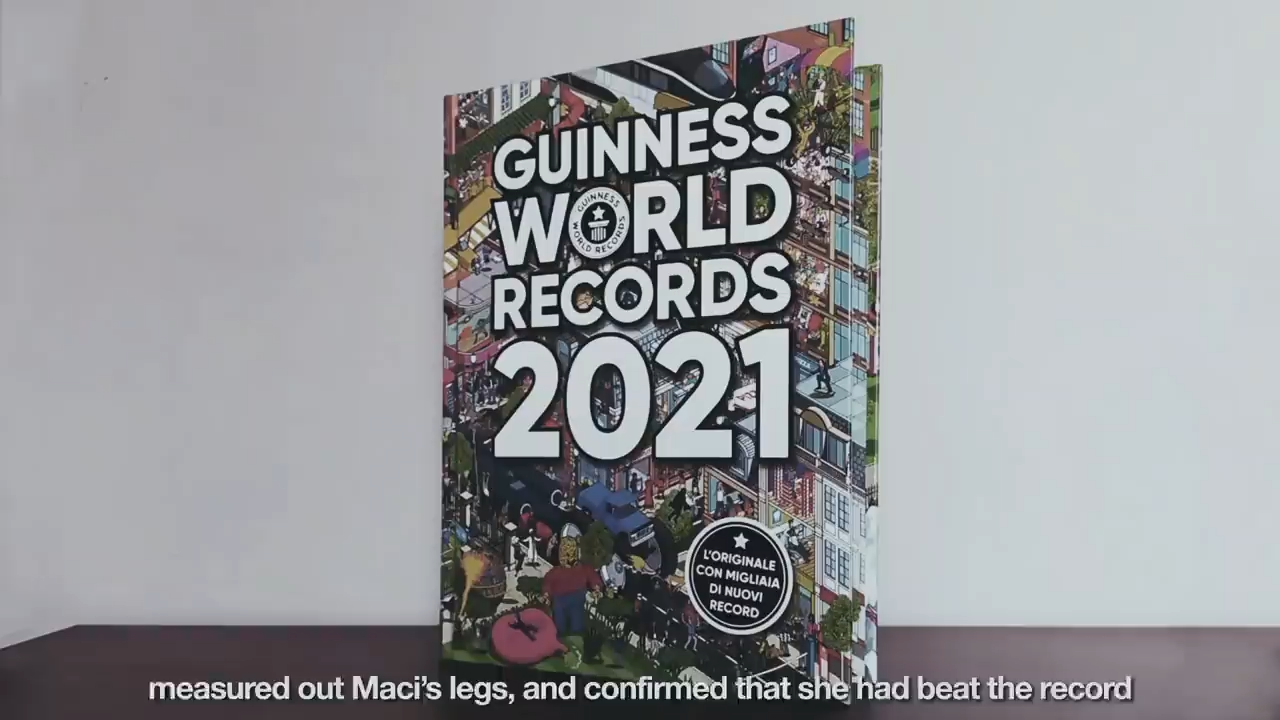 GUINNESS
WORLD
GUINNESS WORLD RECORDS
RECORDS
2021
L'ORIGINALE
CON MIGLIAIA
DI NUOVI
RECORD
measured out Maci's legs, and confirmed that she had beat the record